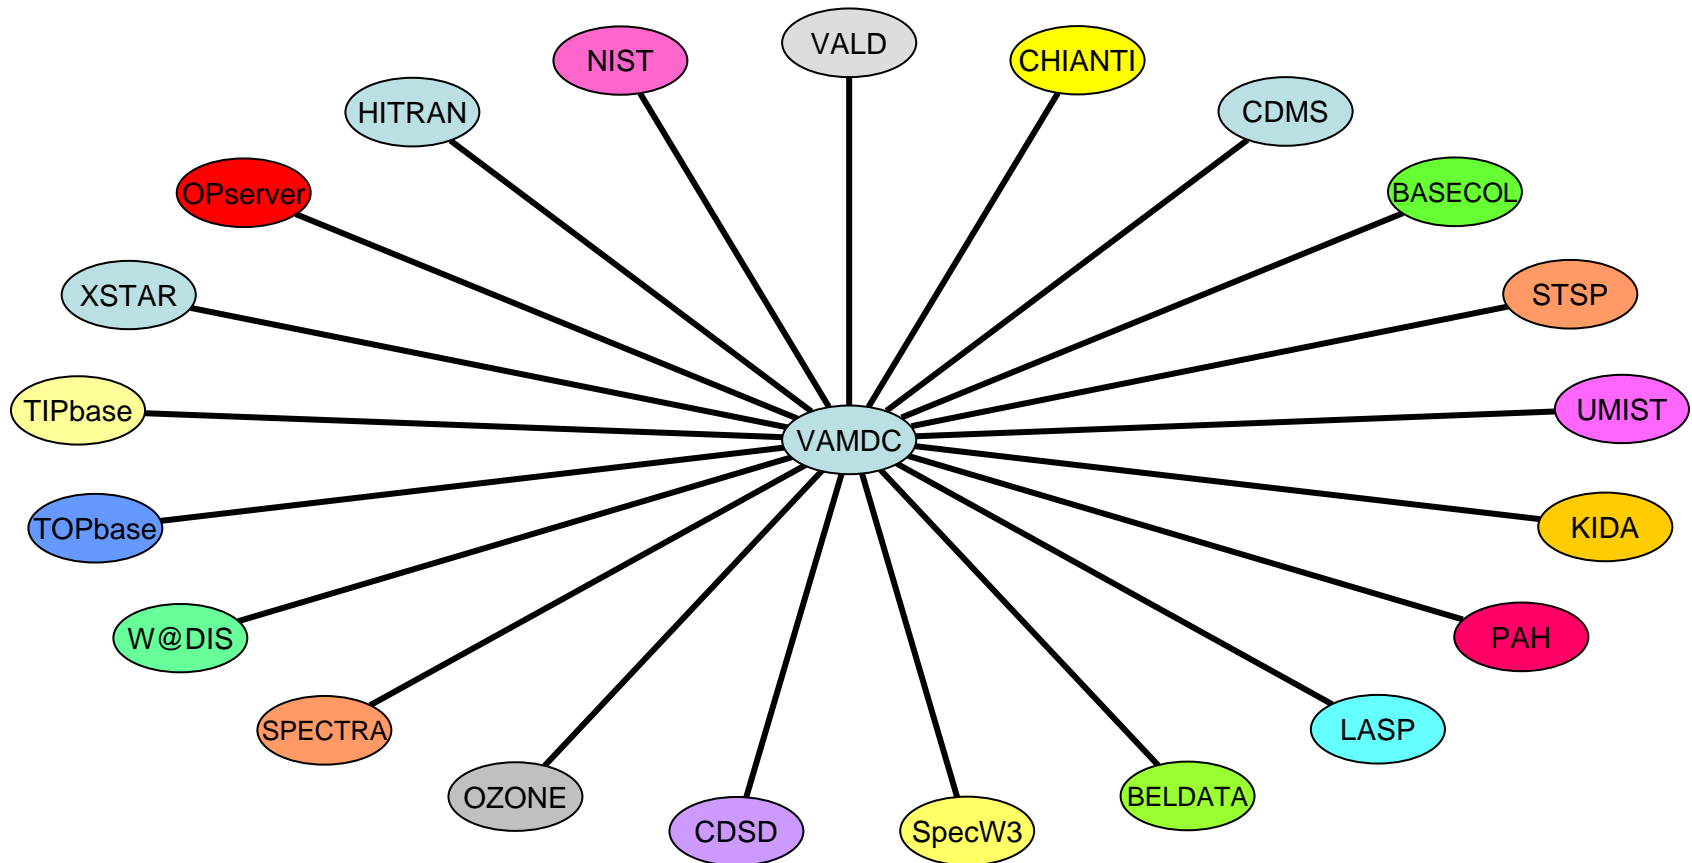 VALD
NIST
CHIANTI
HITRAN
CDMS
OPserver
BASECOL
XSTAR
STSP
TIPbase
UMIST
VAMDC
TOPbase
KIDA
W@DIS
PAH
SPECTRA
LASP
OZONE
BELDATA
CDSD
SpecW3